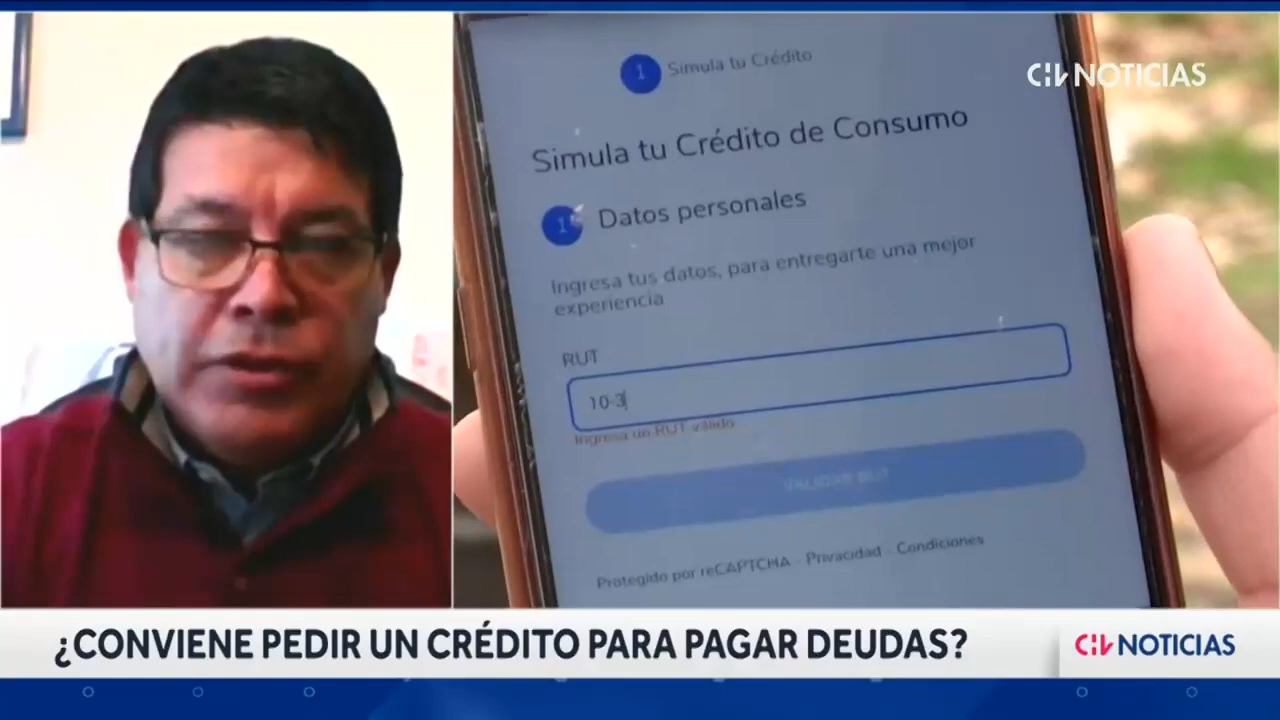 1 Simula tu Crédito
CHV NOTICIAS
Simula tu Crédito de Consumo
1 Datos personales
Ingresa tus datos, para entregarte una mejor
experiencia
RUT
10-3
Ingresa un RUT válido
VALIDAR RUT
Protegido por reCAPTCHA - Privacidad - Condiciones
¿CONVIENE PEDIR UN CRÉDITO PARA PAGAR DEUDAS?
CHV NOTICIAS